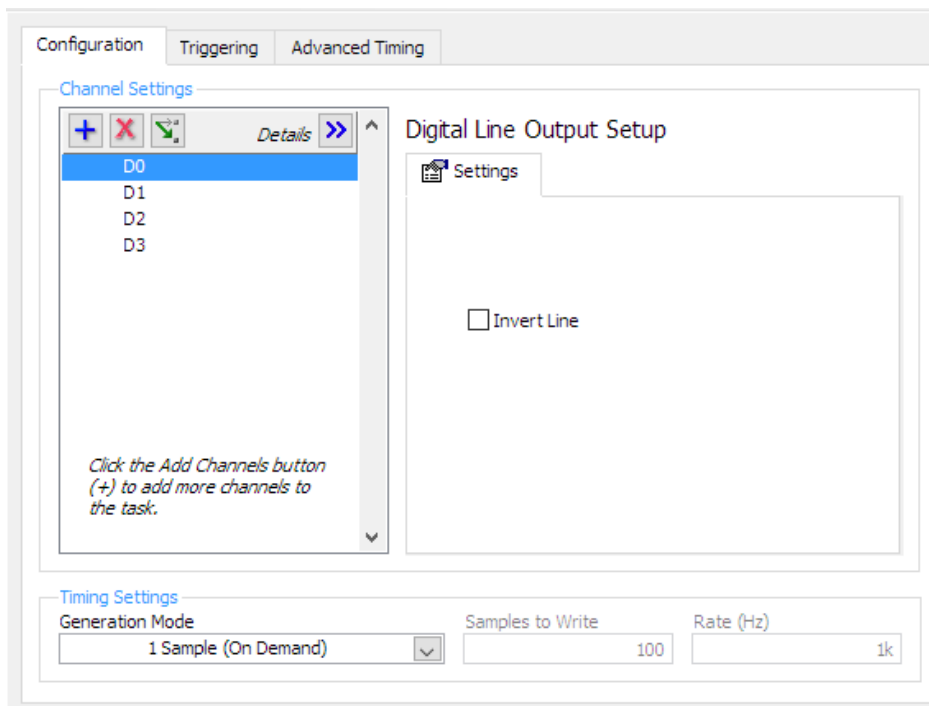 Configuration
Triggering
Advanced Timing
Channel Settings
Details
D0
D1
D2
D3
Click the Add Channels button
(+) to add more channels to
the task.
Digital Line Output Setup
Settings
Invert Line
Timing Settings
Generation Mode
1 Sample (On Demand)
Samples to Write
100
Rate (Hz)
1k